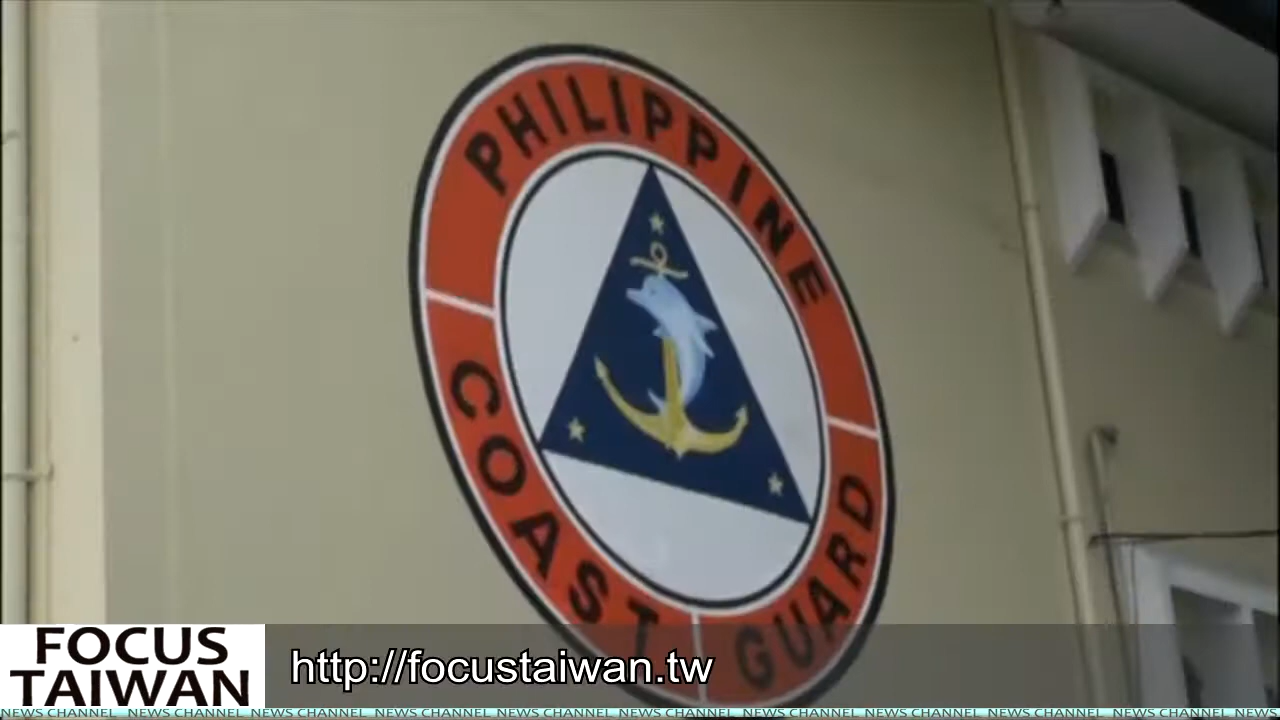 PHILIPPINE
COAST GUARD
FOCUS
TAIWAN
http://focustaiwan.tw
NEWS CHANNEL NEWS CHANNEL NEWS CHANNEL NEWS CHANNEL NEWS CHANNEL NEWS CHANNEL NEWS CHANNEL NEWS CHANNEL NEWS CHANNEL NEWS CHANNEL NEWS